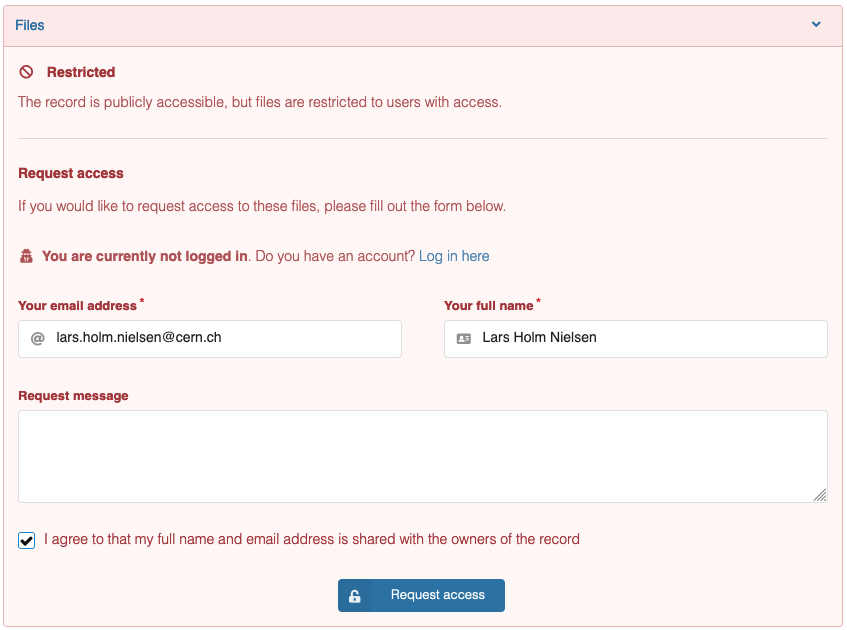 Files
Restricted
The record is publicly accessible, but files are restricted to users with access.
Request access
If you would like to request access to these files, please fill out the form below.
You are currently not logged in. Do you have an account? Log in here
Your email address *
Your full name *
@ lars.holm.nielsen@cern.ch
Lars Holm Nielsen
Request message
I agree to that my full name and email address is shared with the owners of the record
Request access